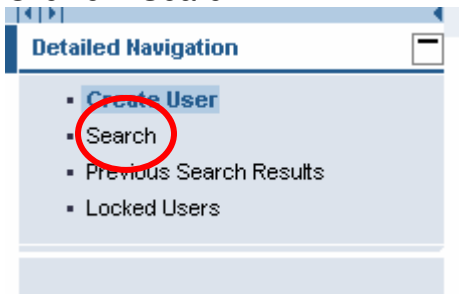 Detailed Navigation
Create User
Search
Previous Search Results
Locked Users